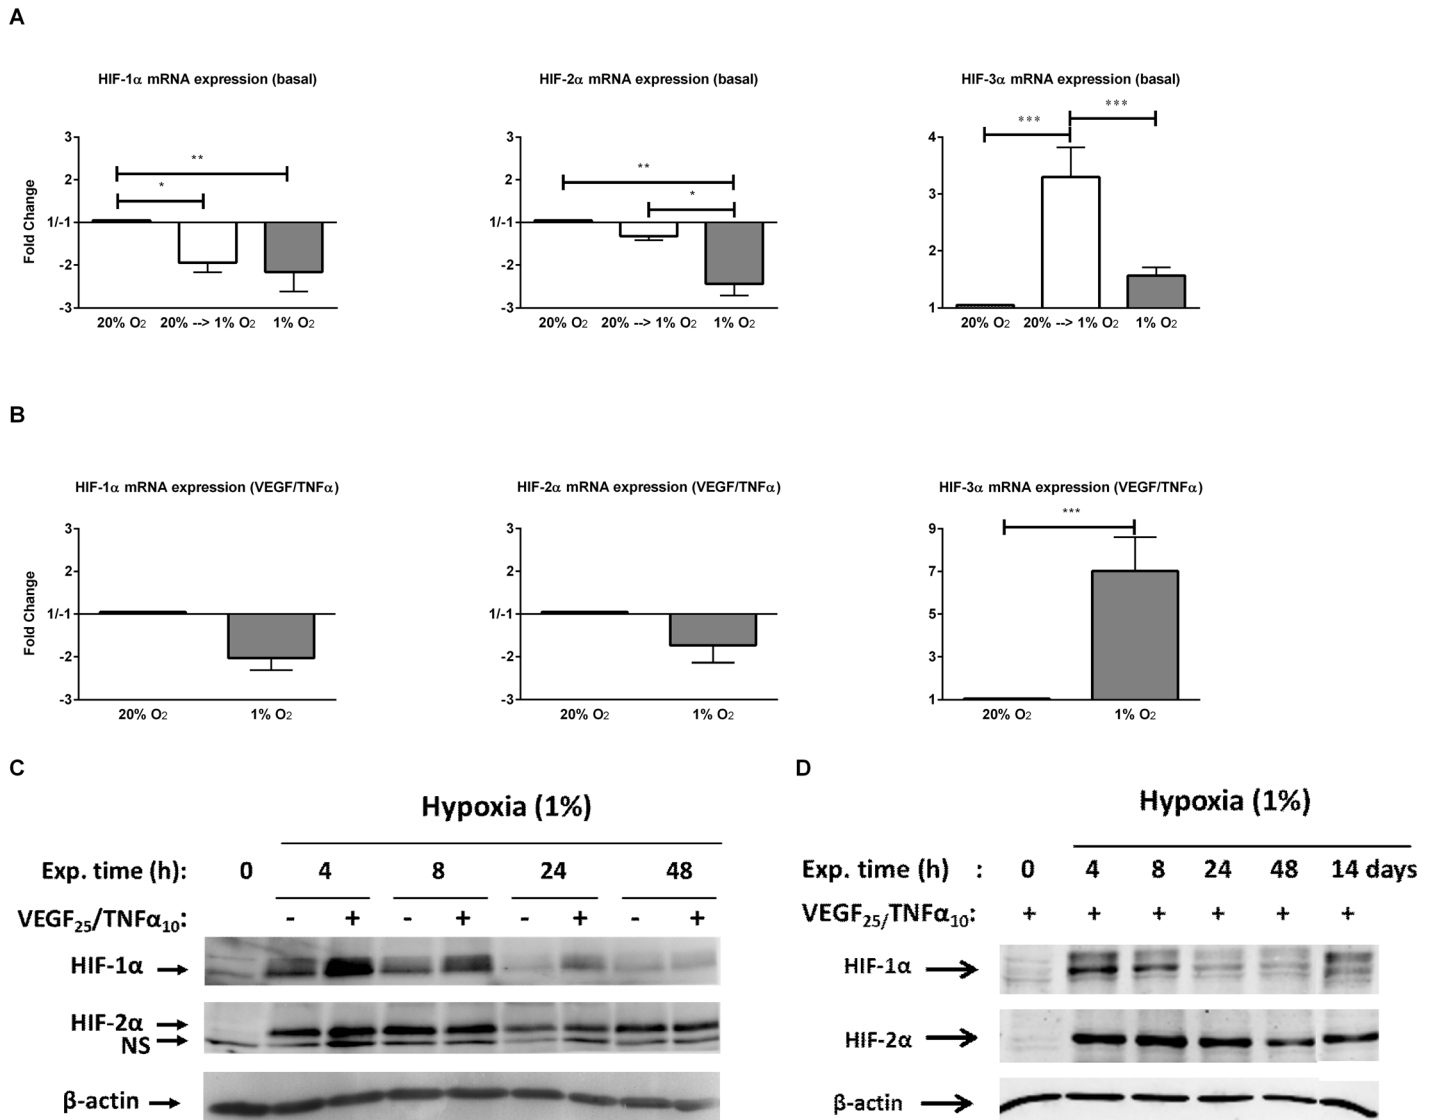 A
HIF-1α mRNA expression (basal)
HIF-2α mRNA expression (basal)
HIF-3α mRNA expression (basal)
Fold Change
3
2
1/-1
-2
-3
**
*
20% O2 20% --> 1% O2 1% O2
3
2
1/-1
-2
-3
**
*
20% O2 20% --> 1% O2 1% O2
4
3
2
1
***
***
20% O2 20% --> 1% O2 1% O2
B
HIF-1α mRNA expression (VEGF/TNFα)
HIF-2α mRNA expression (VEGF/TNFα)
HIF-3α mRNA expression (VEGF/TNFα)
Fold Change
3
2
1/-1
-2
-3
20% O2 1% O2
3
2
1/-1
-2
-3
20% O2 1% O2
9
7
5
3
1
***
20% O2 1% O2
C
Hypoxia (1%)
Exp. time (h): 0 4 8 24 48
VEGF25/TNFα10: - + - + - + - +
HIF-1α
HIF-2α
NS
β-actin
D
Hypoxia (1%)
Exp. time (h) : 0 4 8 24 48 14 days
VEGF25/TNFα10: + + + + + +
HIF-1α
HIF-2α
β-actin